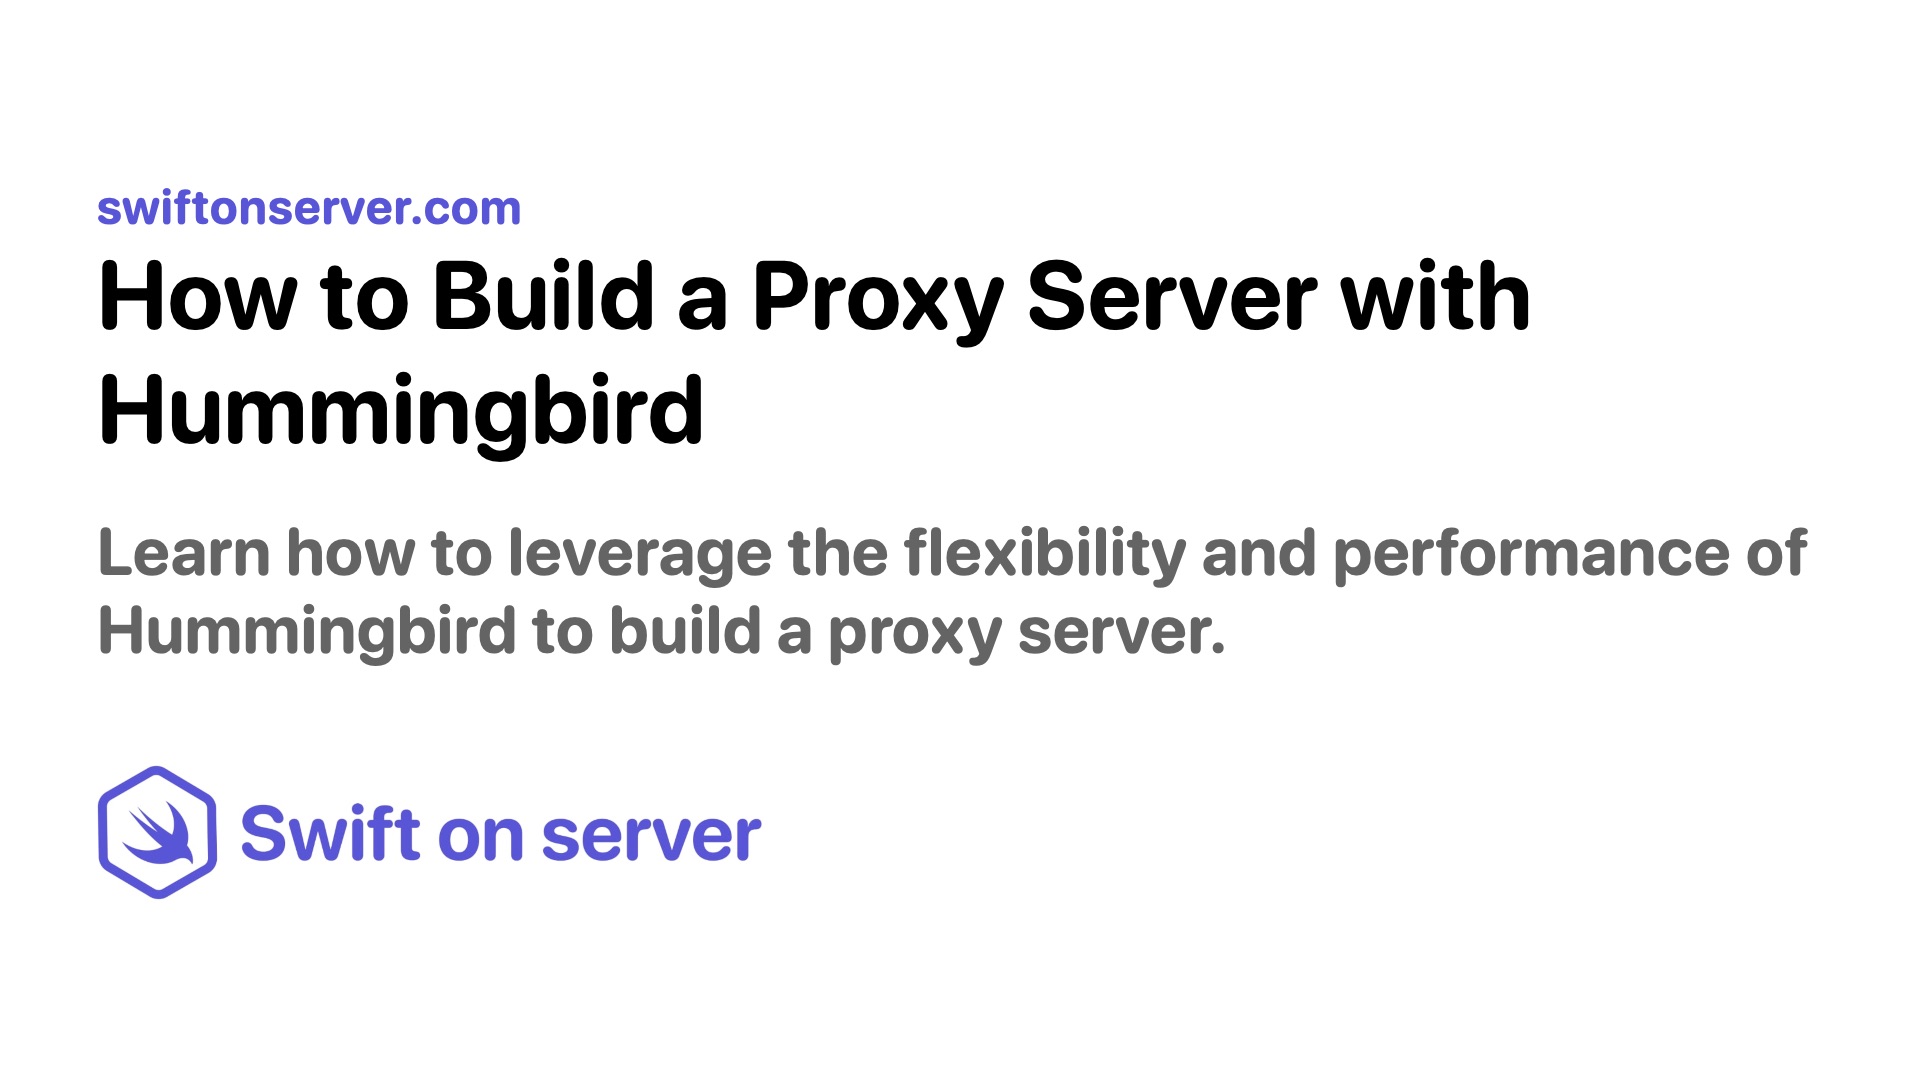 swiftonserver.com
How to Build a Proxy Server with
Hummingbird
Learn how to leverage the flexibility and performance of
Hummingbird to build a proxy server.
Swift on server